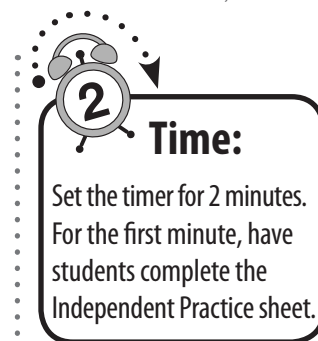 2
Time:
Set the timer for 2 minutes.
For the first minute, have
students complete the
Independent Practice sheet.